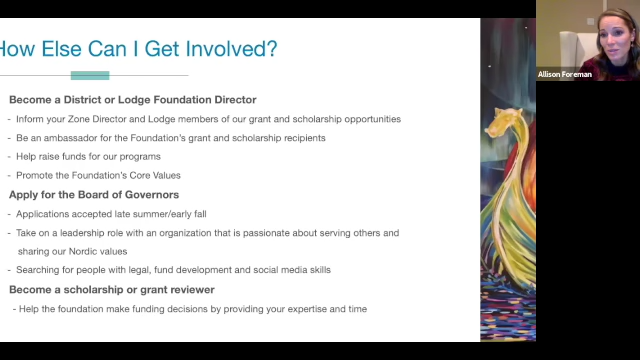 How Else Can I Get Involved?
Allison Foreman
Become a District or Lodge Foundation Director
- Inform your Zone Director and Lodge members of our grant and scholarship opportunities
- Be an ambassador for the Foundation's grant and scholarship recipients
- Help raise funds for our programs
- Promote the Foundation's Core Values
Apply for the Board of Governors
- Applications accepted late summer/early fall
- Take on a leadership role with an organization that is passionate about serving others and
sharing our Nordic values
- Searching for people with legal, fund development and social media skills
Become a scholarship or grant reviewer
- Help the foundation make funding decisions by providing your expertise and time